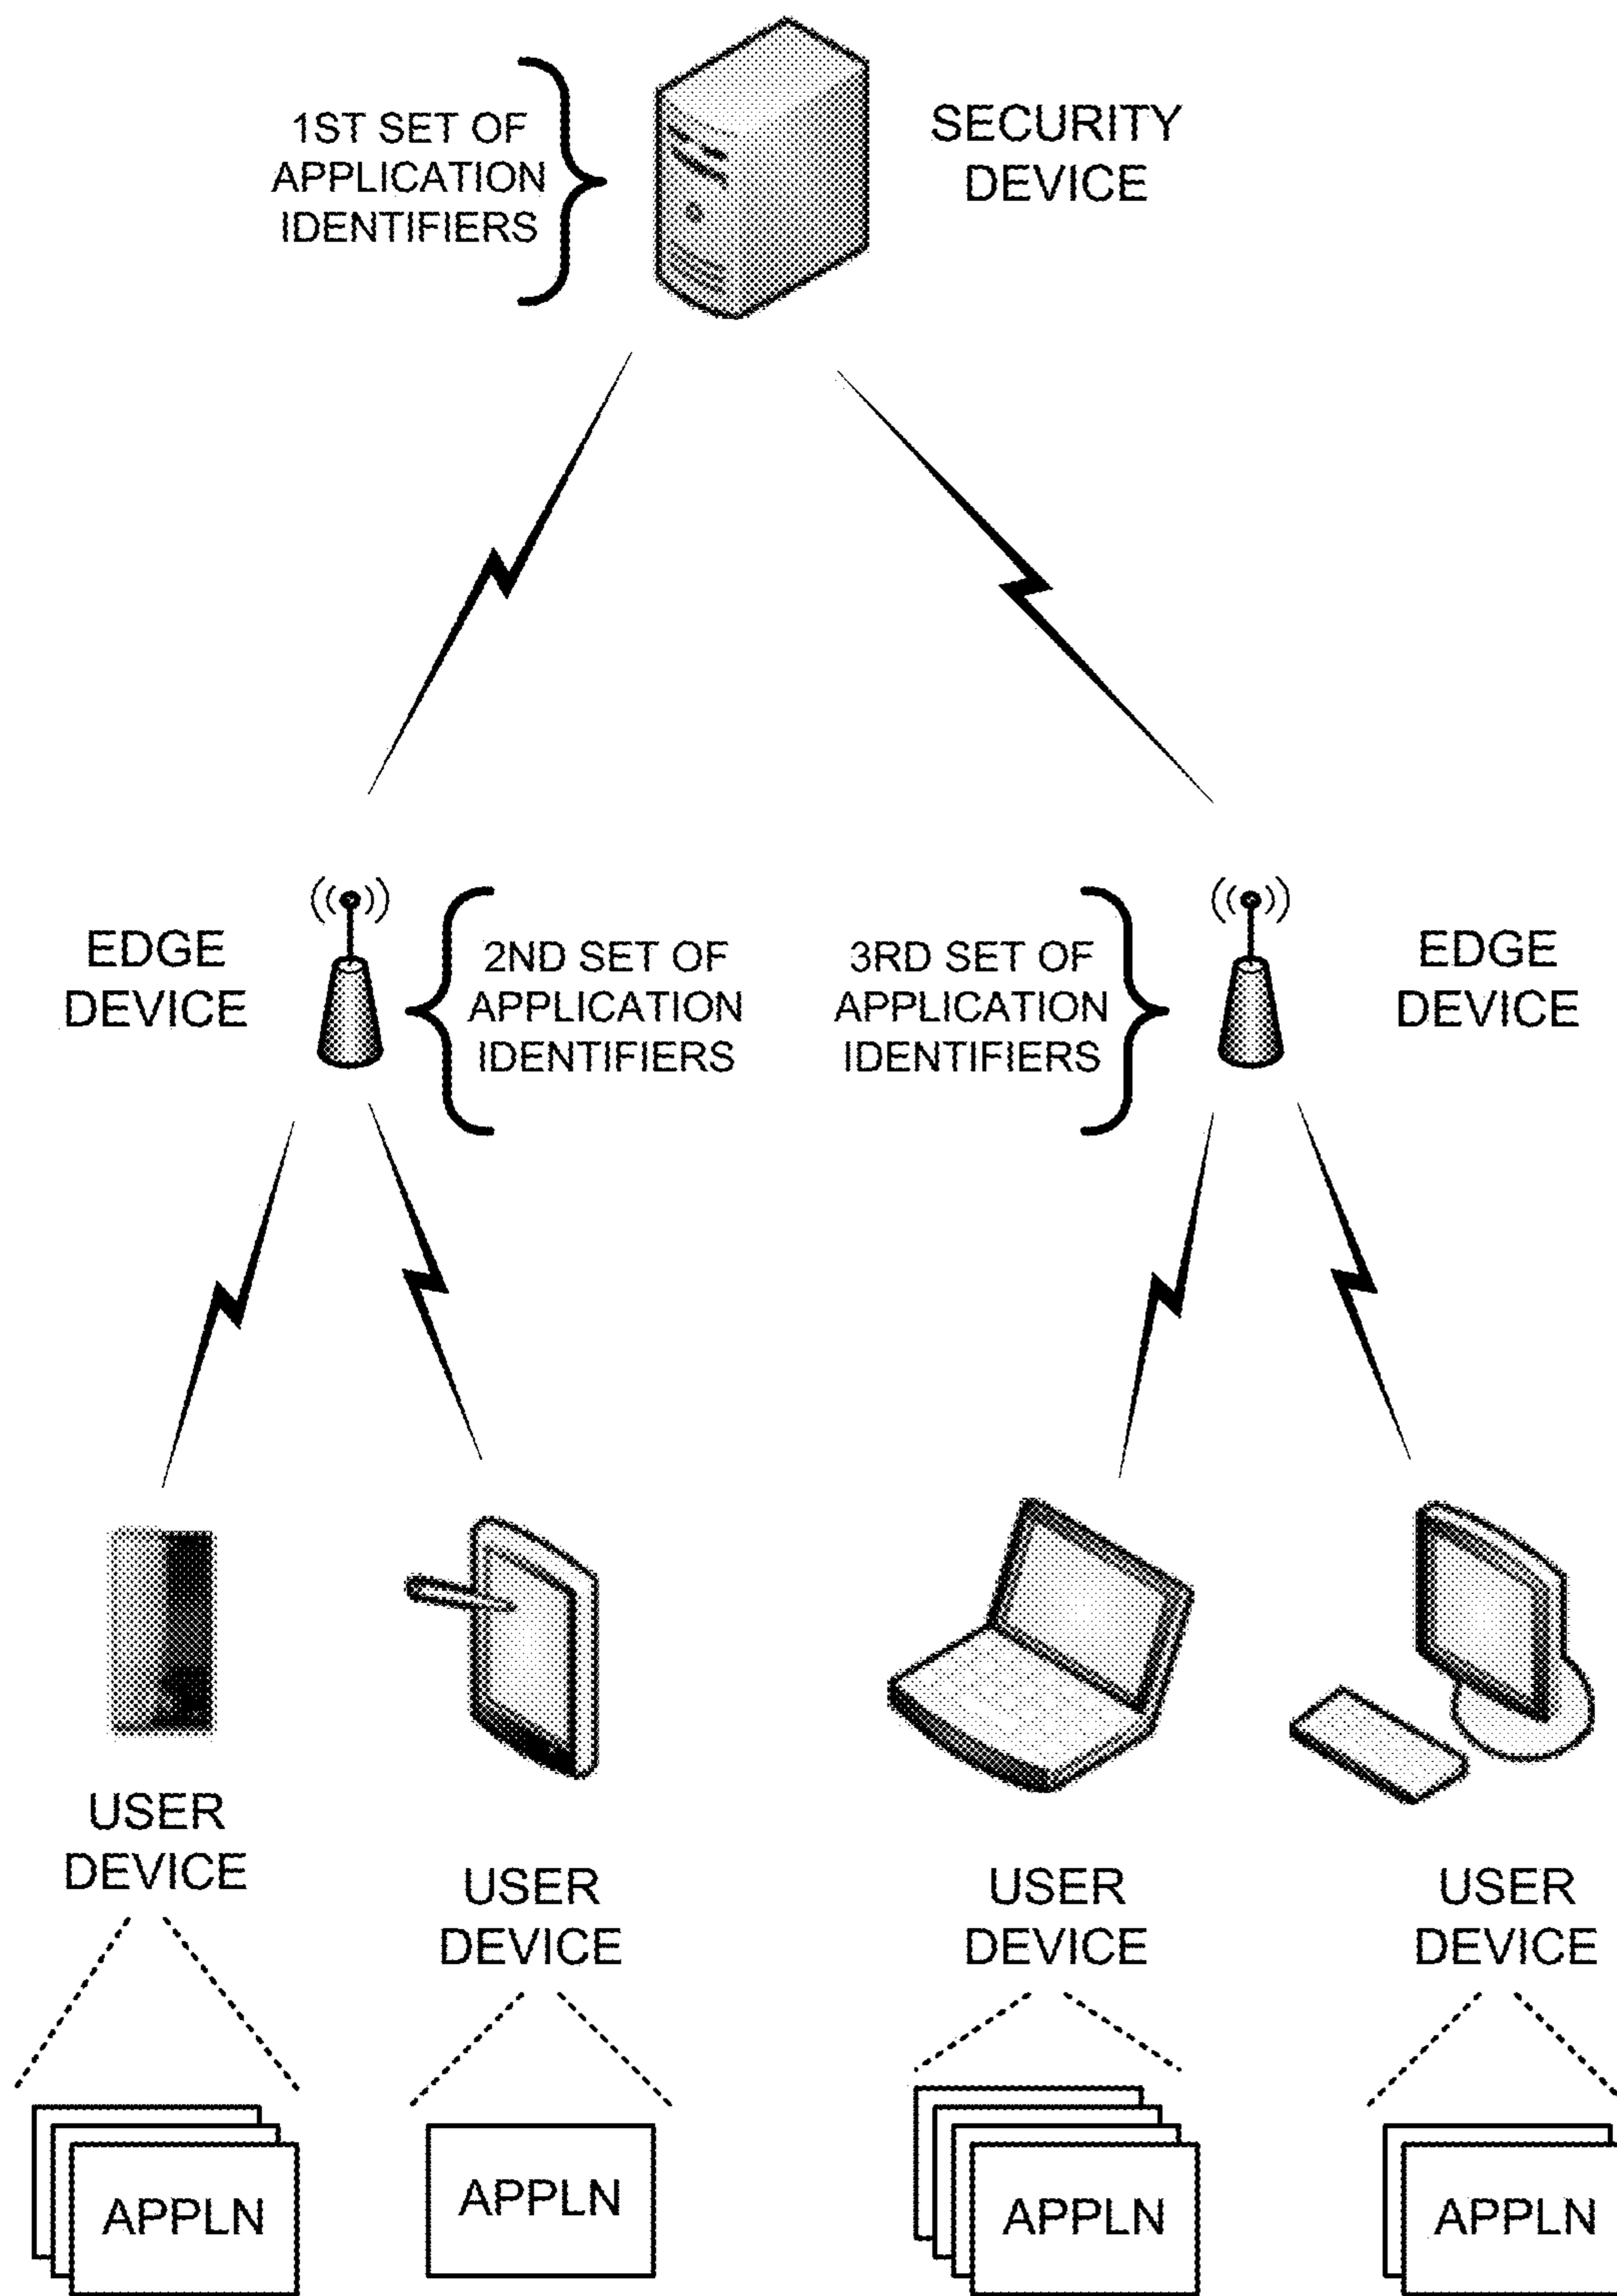 1ST SET OF
APPLICATION
IDENTIFIERS
SECURITY
DEVICE
EDGE
DEVICE
2ND SET OF
APPLICATION
IDENTIFIERS
3RD SET OF
APPLICATION
IDENTIFIERS
EDGE
DEVICE
USER
DEVICE
USER
DEVICE
USER
DEVICE
USER
DEVICE
APPLN
APPLN
APPLN
APPLN